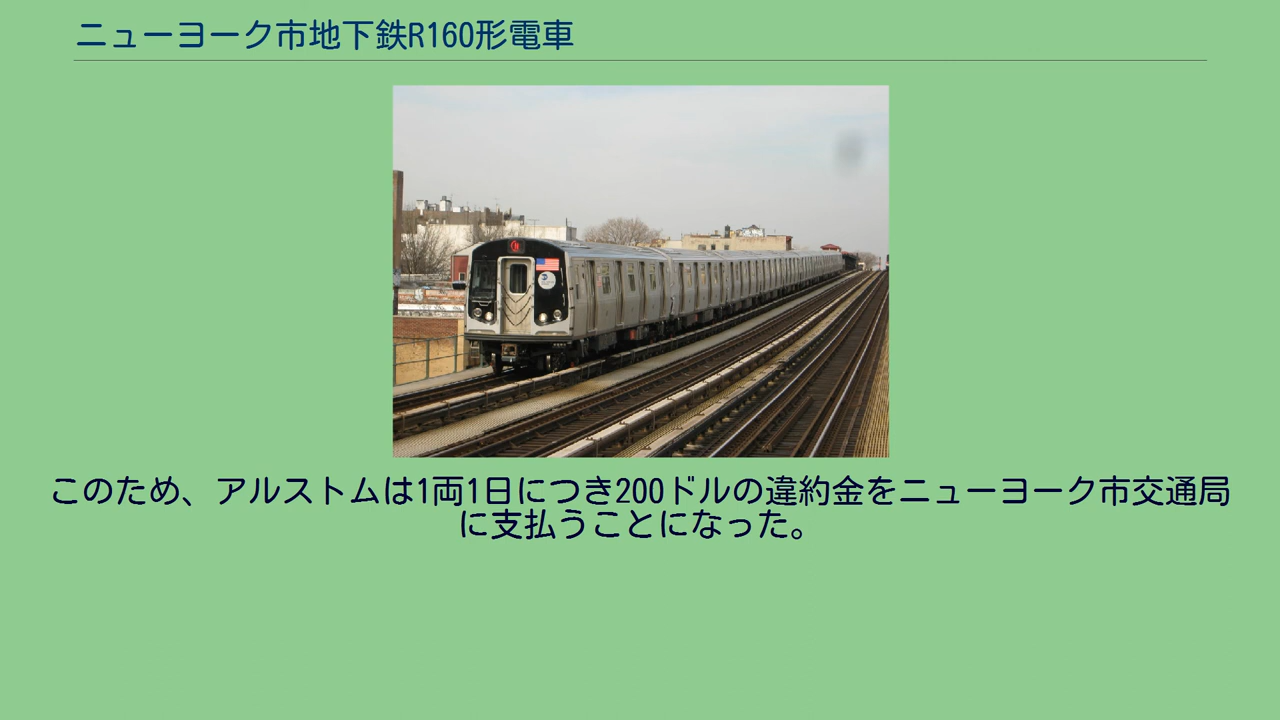 ニューヨーク市地下鉄R160形電車
このため、アルストムは1両1日につき200ドルの違約金をニューヨーク市交通局
に支払うことになった。